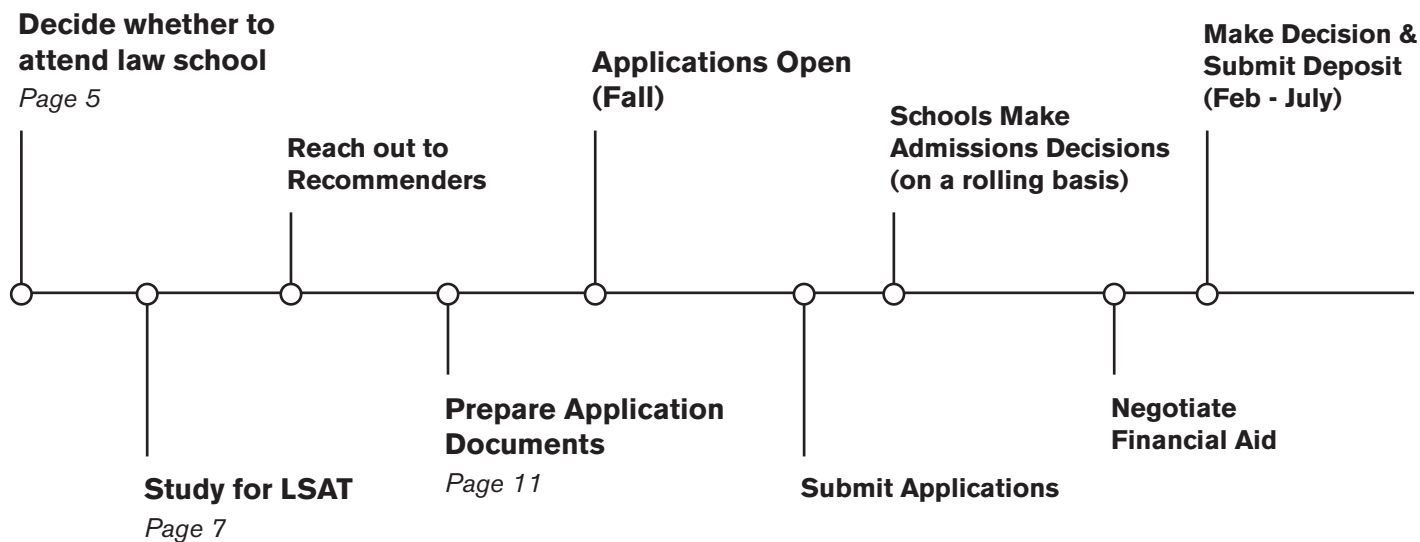 Decide whether to
attend law school
Page 5
Study for LSAT
Page 7
Reach out to
Recommenders
Prepare Application
Documents
Page 11
Applications Open
(Fall)
Submit Applications
Schools Make
Admissions Decisions
(on a rolling basis)
Negotiate
Financial Aid
Make Decision &
Submit Deposit
(Feb - July)